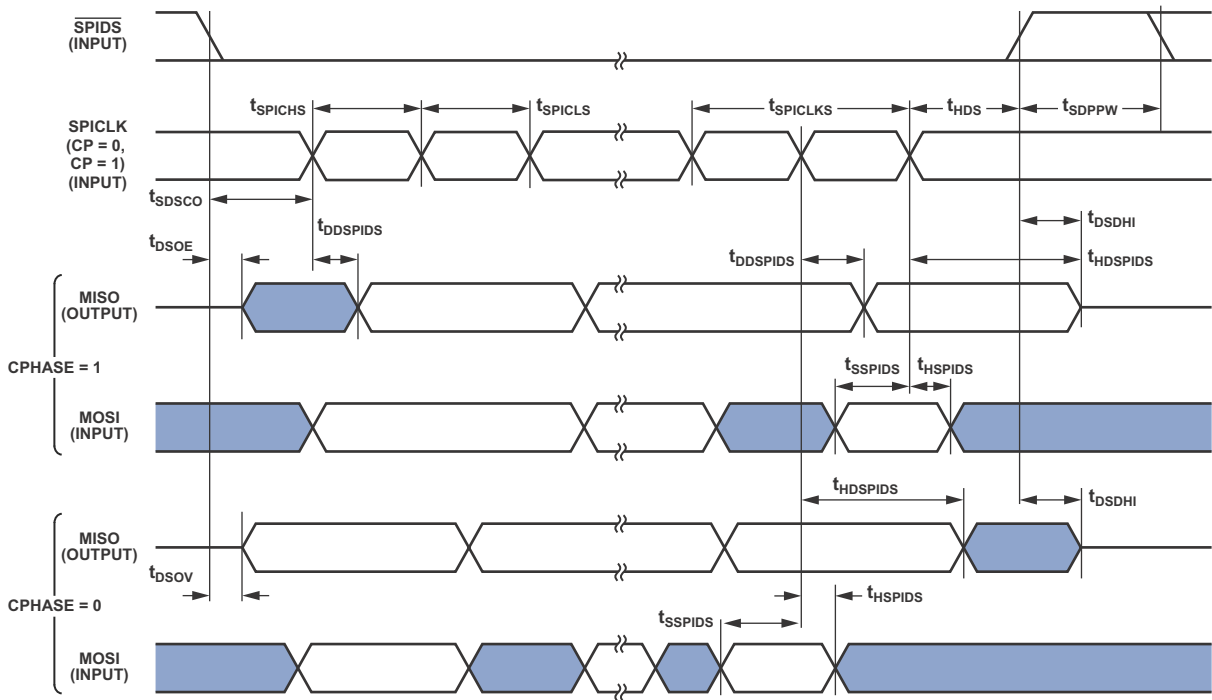 SPIDS
(INPUT)
tSPICHS
tSPICLS
tSPICLKS
tHDS
tSDPPW
SPICLK
(CP = 0,
CP = 1)
(INPUT)
tSDSCO
tDSOE
tDDSPIDS
tDDSPIDS
tDSDHI
tHDSPIDS
MISO
(OUTPUT)
CPHASE = 1
tSSPIDS
tHSPIDS
MOSI
(INPUT)
tHDSPIDS
tDSDHI
MISO
(OUTPUT)
tDSOV
CPHASE = 0
tHSPIDS
tSSPIDS
MOSI
(INPUT)